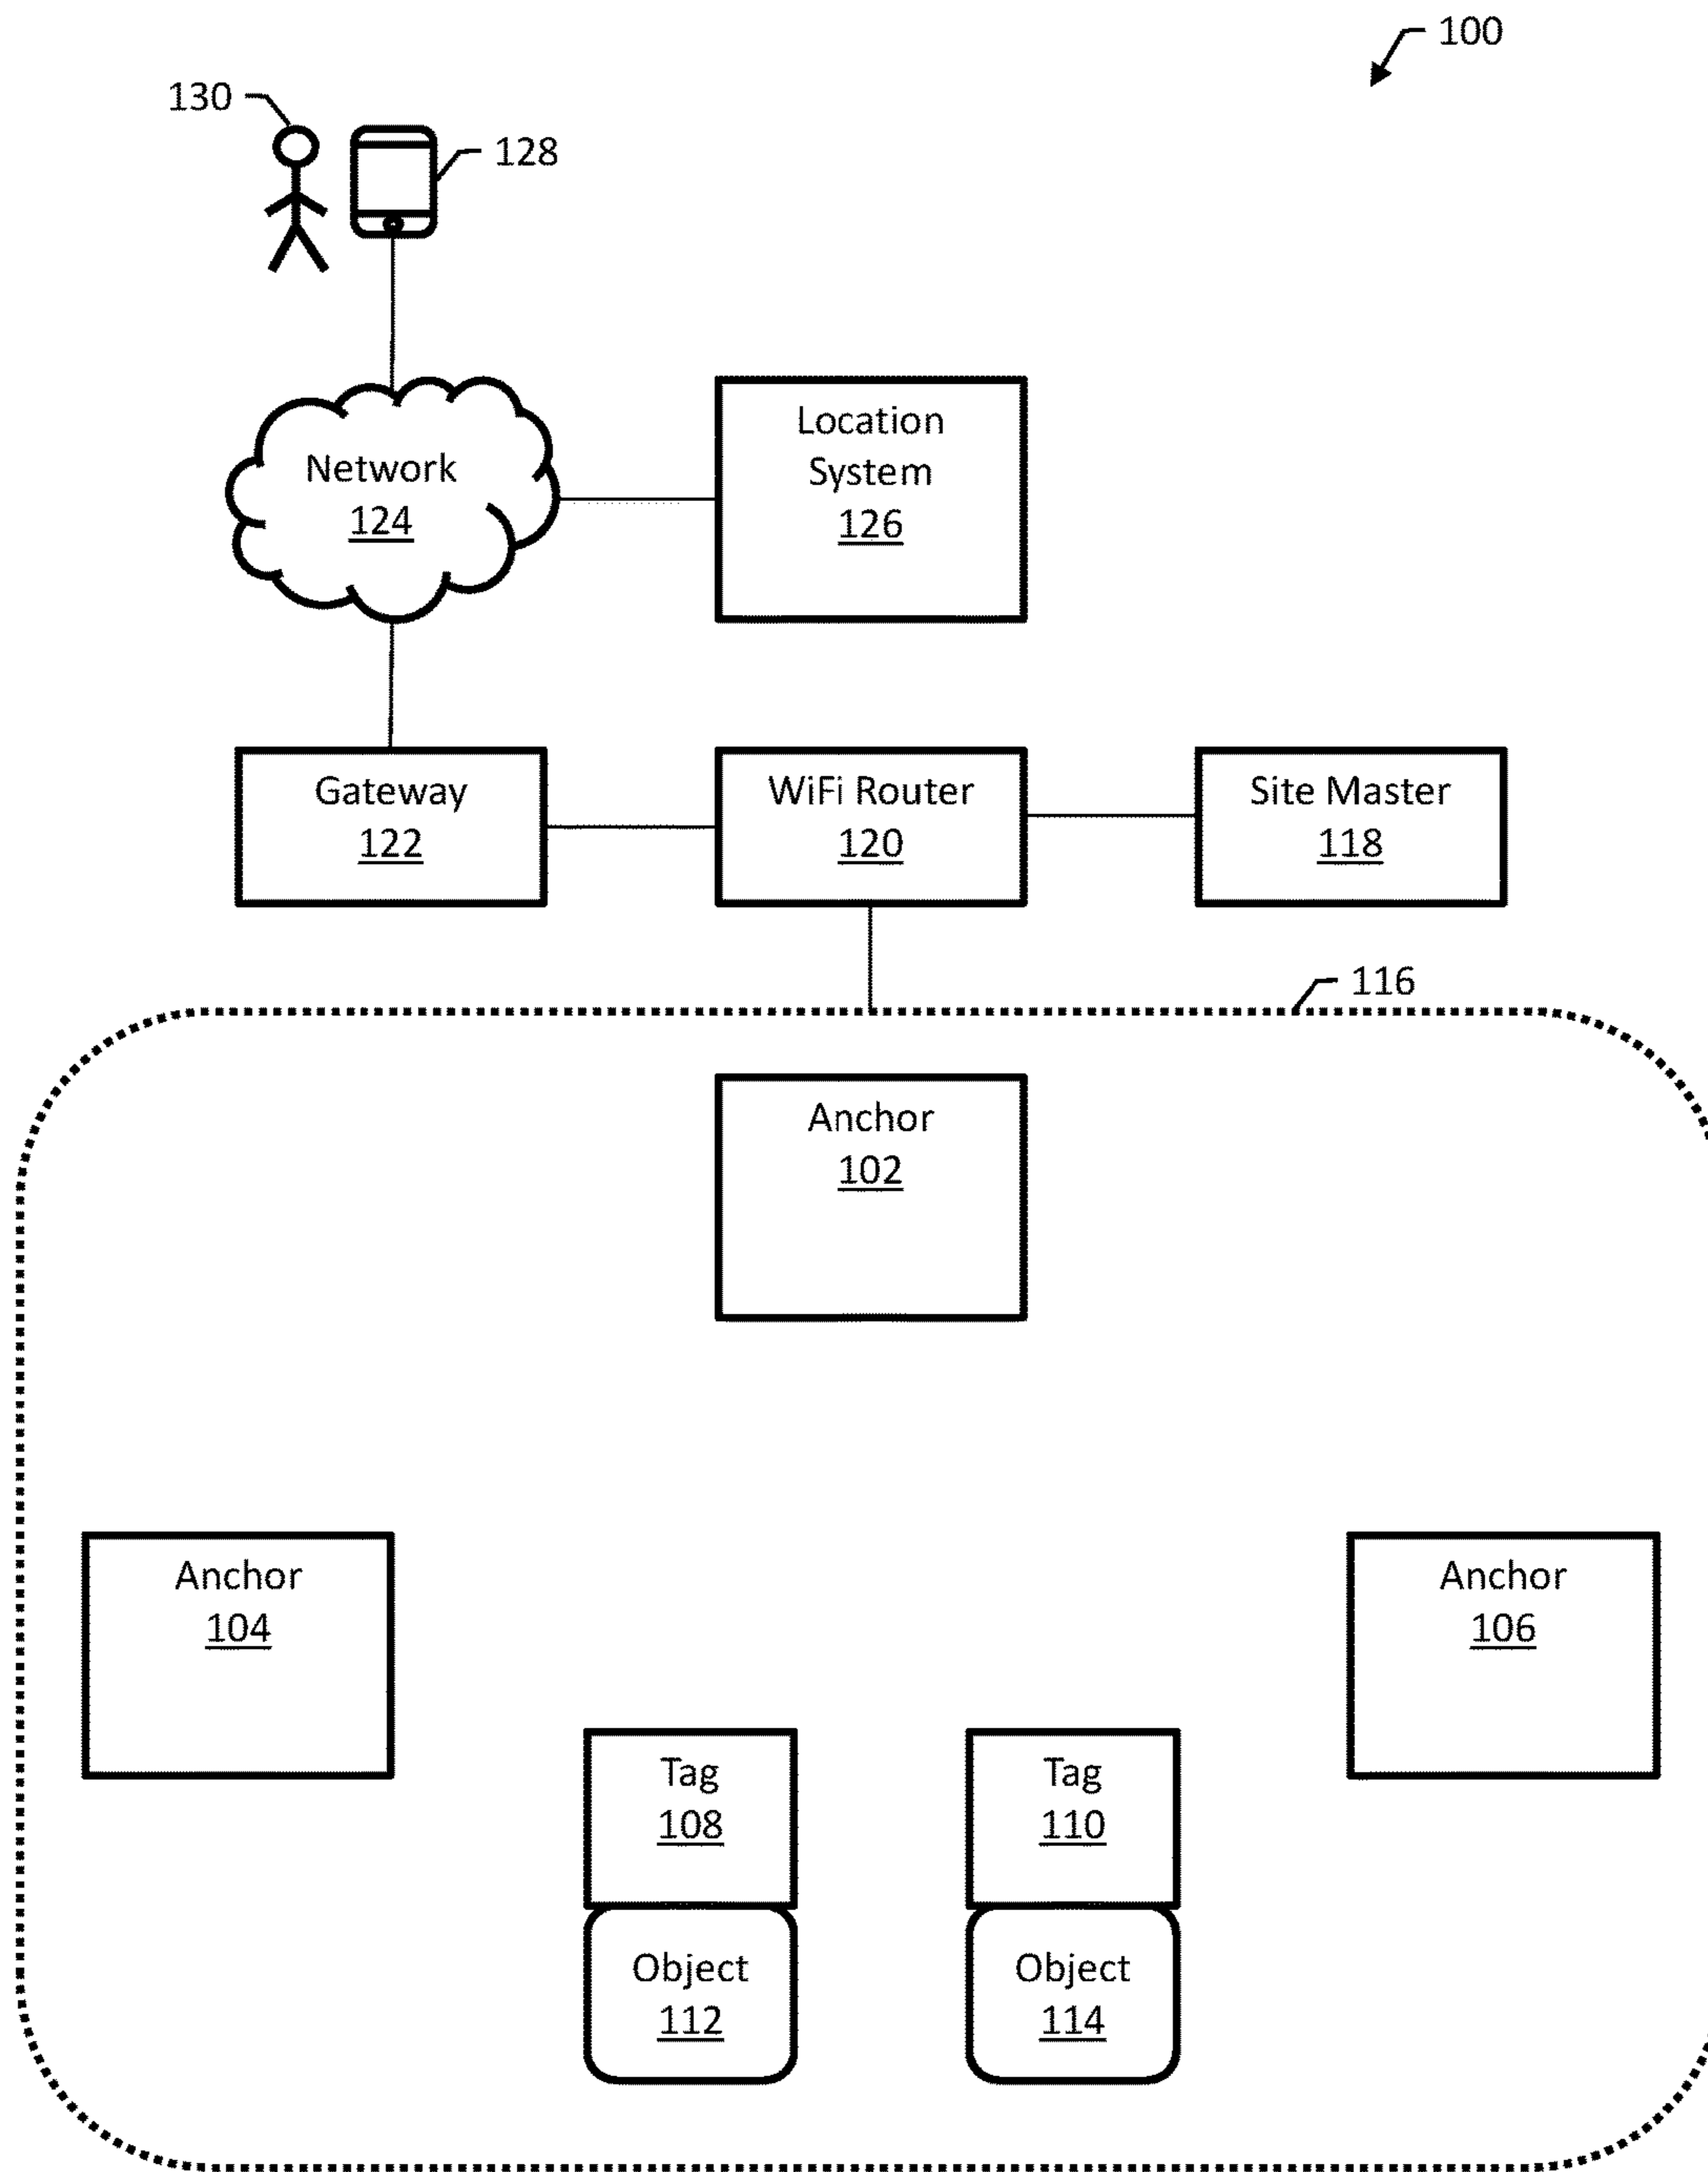 100
130
128
Location
System
126
Network
124
Gateway
122
WiFi Router
120
Site Master
118
116
Anchor
102
Anchor
104
Anchor
106
Tag
108
Tag
110
Object
112
Object
114